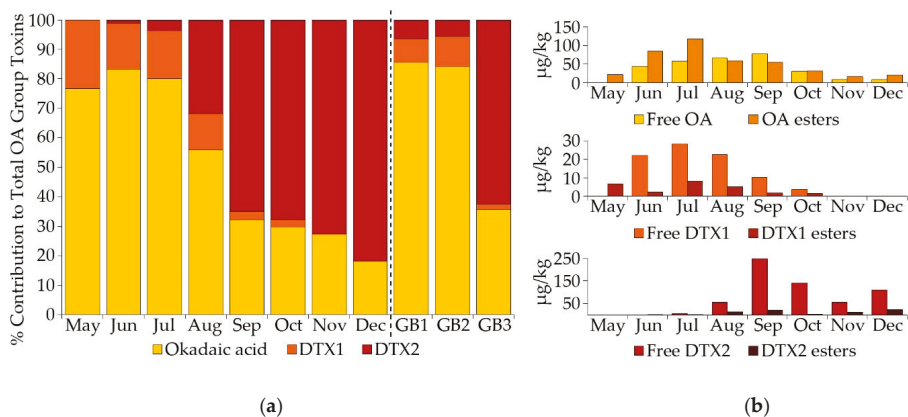 % Contribution to Total OA Group Toxins
100
90
80
70
60
50
40
30
20
10
0
May Jun Jul Aug Sep Oct Nov Dec GB1 GB2 GB3
Okadaic acid DTX1 DTX2
(a)
µg/kg
150
100
50
0
May Jun Jul Aug Sep Oct Nov Dec
Free OA OA esters
µg/kg
30
20
10
0
May Jun Jul Aug Sep Oct Nov Dec
Free DTX1 DTX1 esters
µg/kg
250
150
50
May Jun Jul Aug Sep Oct Nov Dec
Free DTX2 DTX2 esters
(b)